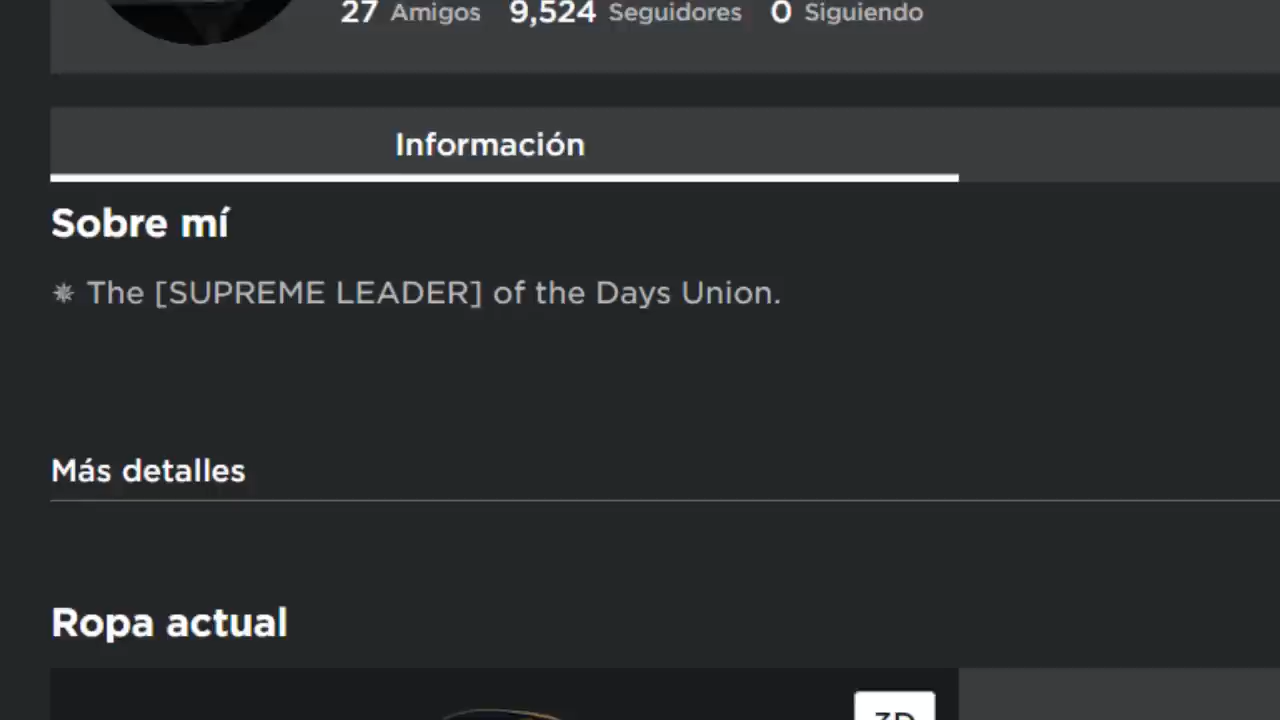 27 Amigos 9,524 Seguidores 0 Siguiendo
Información
Sobre mí
✵ The [SUPREME LEADER] of the Days Union.
Más detalles
Ropa actual
3D